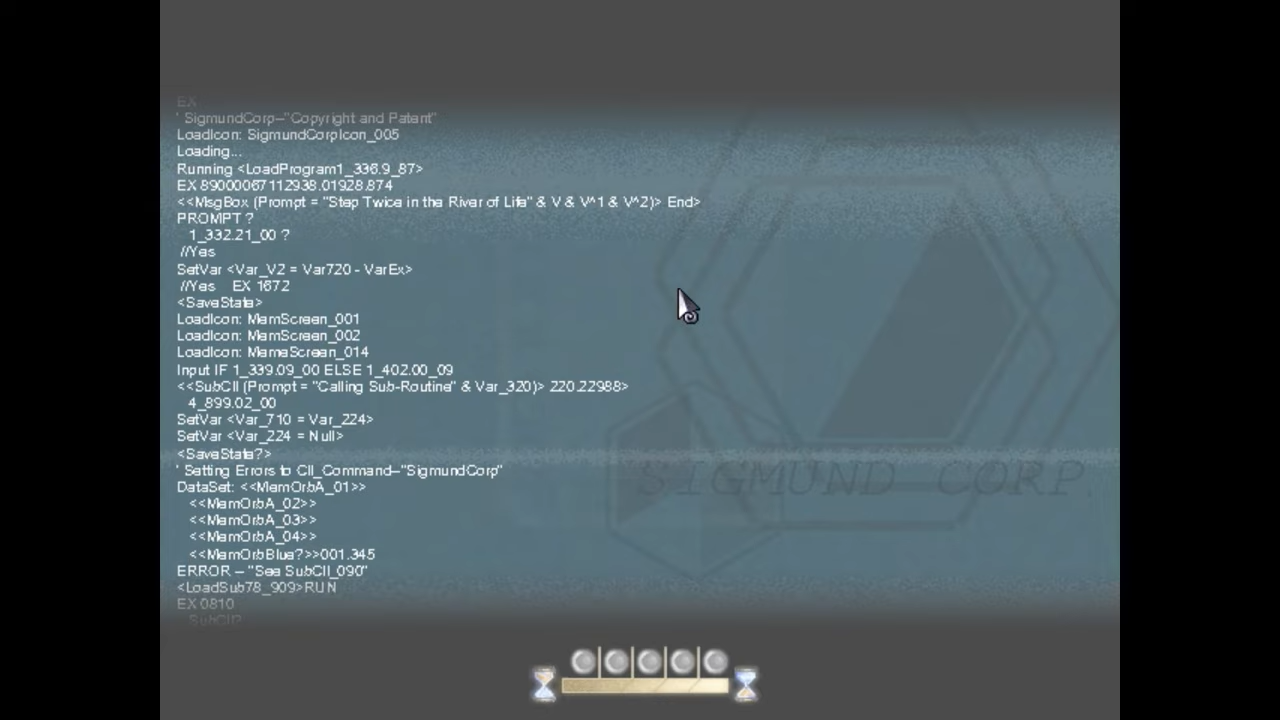 EX
' SigmundCorp--"Copyright and Patent"
LoadIcon: SigmundCorpIcon_005
Loading...
Running <LoadProgram1_336.9_87>
EX 89000067112938.01928.874
<<MsgBox (Prompt = "Step Twice in the River of Life" & V & V^1 & V^2)> End>
PROMPT ?
1_332.21_00 ?
//Yes
SetVar <Var_V2 = Var720 - VarEx>
//Yes EX 1672
<SaveState>
LoadIcon: MemScreen_001
LoadIcon: MemScreen_002
LoadIcon: MemeScreen_014
Input IF 1_339.09_00 ELSE 1_402.00_09
<<SubCll (Prompt = "Calling Sub-Routine" & Var_320)> 220.22988>
4_899.02_00
SetVar <Var_710 = Var_224>
SetVar <Var_224 = Null>
<SaveState?>
' Setting Errors to Cll_Command--"SigmundCorp"
DataSet: <<MemOrbA_01>>
<<MemOrbA_02>>
<<MemOrbA_03>>
<<MemOrbA_04>>
<<MemOrbBlue?>>001.345
ERROR -- "See SubCll_090"
<LoadSub78_909>RUN
EX 0810
SubCll?
SIGMUND CORP